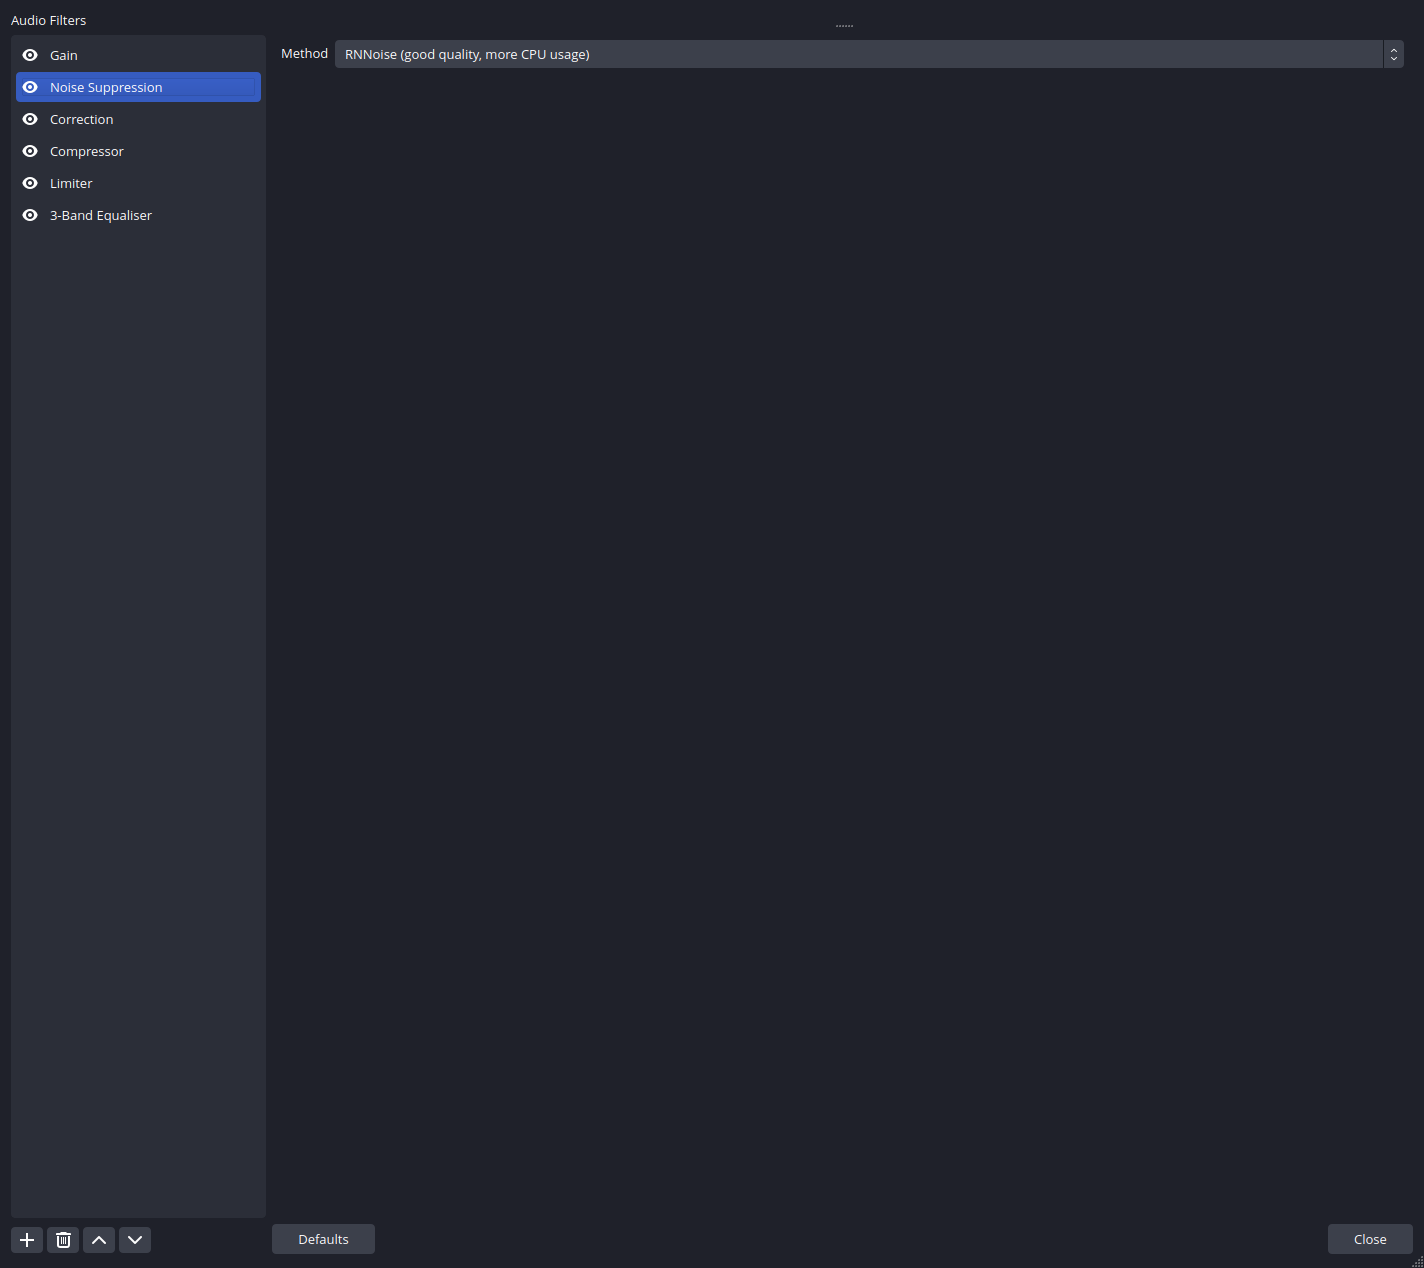 Audio Filters
Gain
Noise Suppression
Correction
Compressor
Limiter
3-Band Equaliser
Method
RNNoise (good quality, more CPU usage)
Defaults
Close